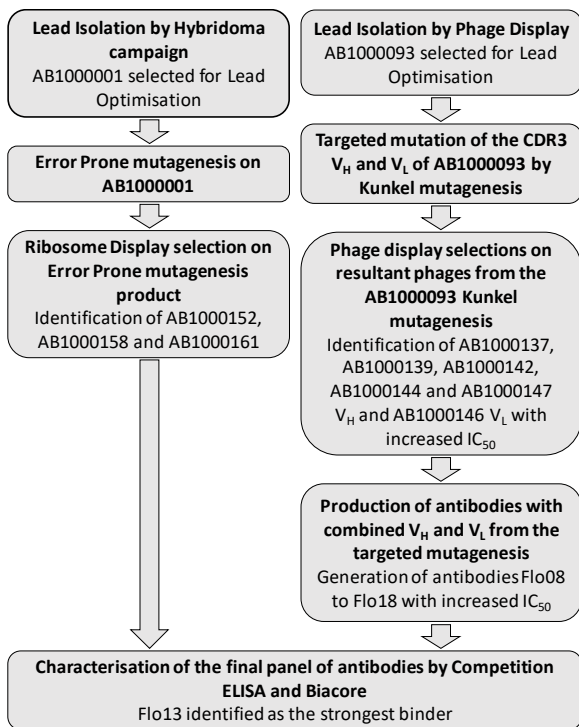 Lead Isolation by Hybridoma
campaign
AB1000001 selected for Lead
Optimisation
Error Prone mutagenesis on
AB1000001
Ribosome Display selection on
Error Prone mutagenesis
product
Identification of AB1000152,
AB1000158 and AB1000161
Lead Isolation by Phage Display
AB1000093 selected for Lead
Optimisation
Targeted mutation of the CDR3
VH and VL of AB1000093 by
Kunkel mutagenesis
Phage display selections on
resultant phages from the
AB1000093 Kunkel
mutagenesis
Identification of AB1000137,
AB1000139, AB1000142,
AB1000144 and AB1000147
VH and AB1000146 VL with
increased IC50
Production of antibodies with
combined VH and VL from the
targeted mutagenesis
Generation of antibodies Flo08
to Flo18 with increased IC50
Characterisation of the final panel of antibodies by Competition
ELISA and Biacore
Flo13 identified as the strongest binder